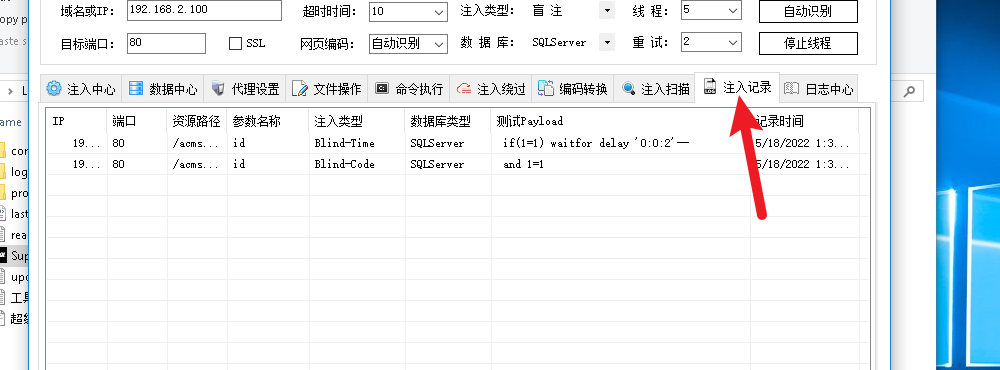 域名或IP: 192.168.2.100 超时时间: 10 注入类型: 盲 注 线 程: 5 自动识别
opy p
aste s
目标端口: 80 SSL 网页编码: 自动识别 数 据 库: SQLServer 重 试: 2 停止线程
注入中心 数据中心 代理设置 文件操作 命令执行 注入绕过 编码转换 注入扫描 注入记录 日志中心
ame
IP 端口 资源路径 参数名称 注入类型 数据库类型 测试Payload 记录时间
19... 80 /acms... id Blind-Time SQLServer if(1=1) waitfor delay '0:0:2'-- 5/18/2022 1:3...
19... 80 /acms... id Blind-Code SQLServer and 1=1 5/18/2022 1:3...
cor
log
pro
last
rea
Sup
upd
工具
超级